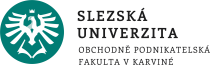 SLEZSKÁ
UNIVERZITA
OBCHODNĚ PODNIKATELSKÁ
FAKULTA V KARVINÉ